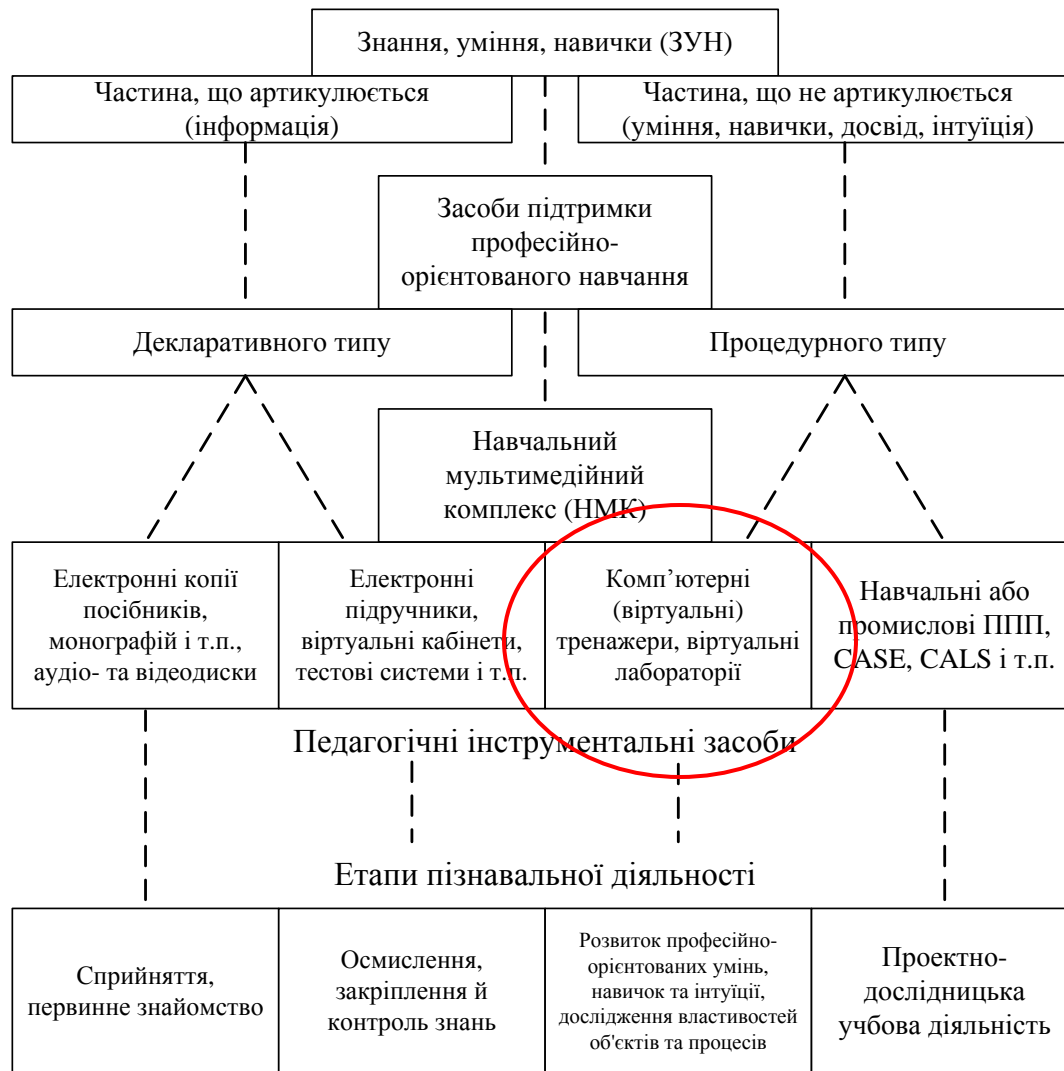 Знання, уміння, навички (ЗУН)
Частина, що артикулюється
(інформація)
Частина, що не артикулюється
(уміння, навички, досвід, інтуїція)
Засоби підтримки
професійно-
орієнтованого навчання
Декларативного типу
Процедурного типу
Навчальний
мультимедійний
комплекс (НМК)
Електронні копії
посібників,
монографій і т.п.,
аудіо- та відеодиски
Електронні
підручники,
віртуальні кабінети,
тестові системи і т.п.
Комп’ютерні
(віртуальні)
тренажери, віртуальні
лабораторії
Навчальні або
промислові ППП,
CASE, CALS і т.п.
Педагогічні інструментальні засоби
Етапи пізнавальної діяльності
Сприйняття,
первинне знайомство
Осмислення,
закріплення й
контроль знань
Розвиток професійно-
орієнтованих умінь,
навичок та інтуїції,
дослідження властивостей
об'єктів та процесів
Проектно-
дослідницька
учбова діяльність